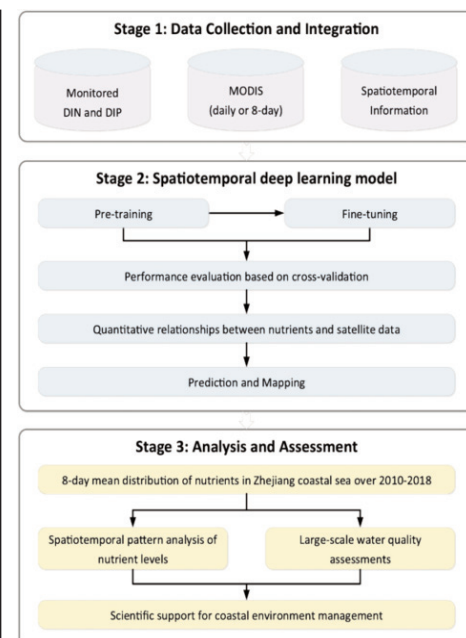 Stage 1: Data Collection and Integration
Monitored
DIN and DIP
MODIS
(daily or 8-day)
Spatiotemporal
Information
Stage 2: Spatiotemporal deep learning model
Pre-training
Fine-tuning
Performance evaluation based on cross-validation
Quantitative relationships between nutrients and satellite data
Prediction and Mapping
Stage 3: Analysis and Assessment
8-day mean distribution of nutrients in Zhejiang coastal sea over 2010-2018
Spatiotemporal pattern analysis of
nutrient levels
Large-scale water quality
assessments
Scientific support for coastal environment management